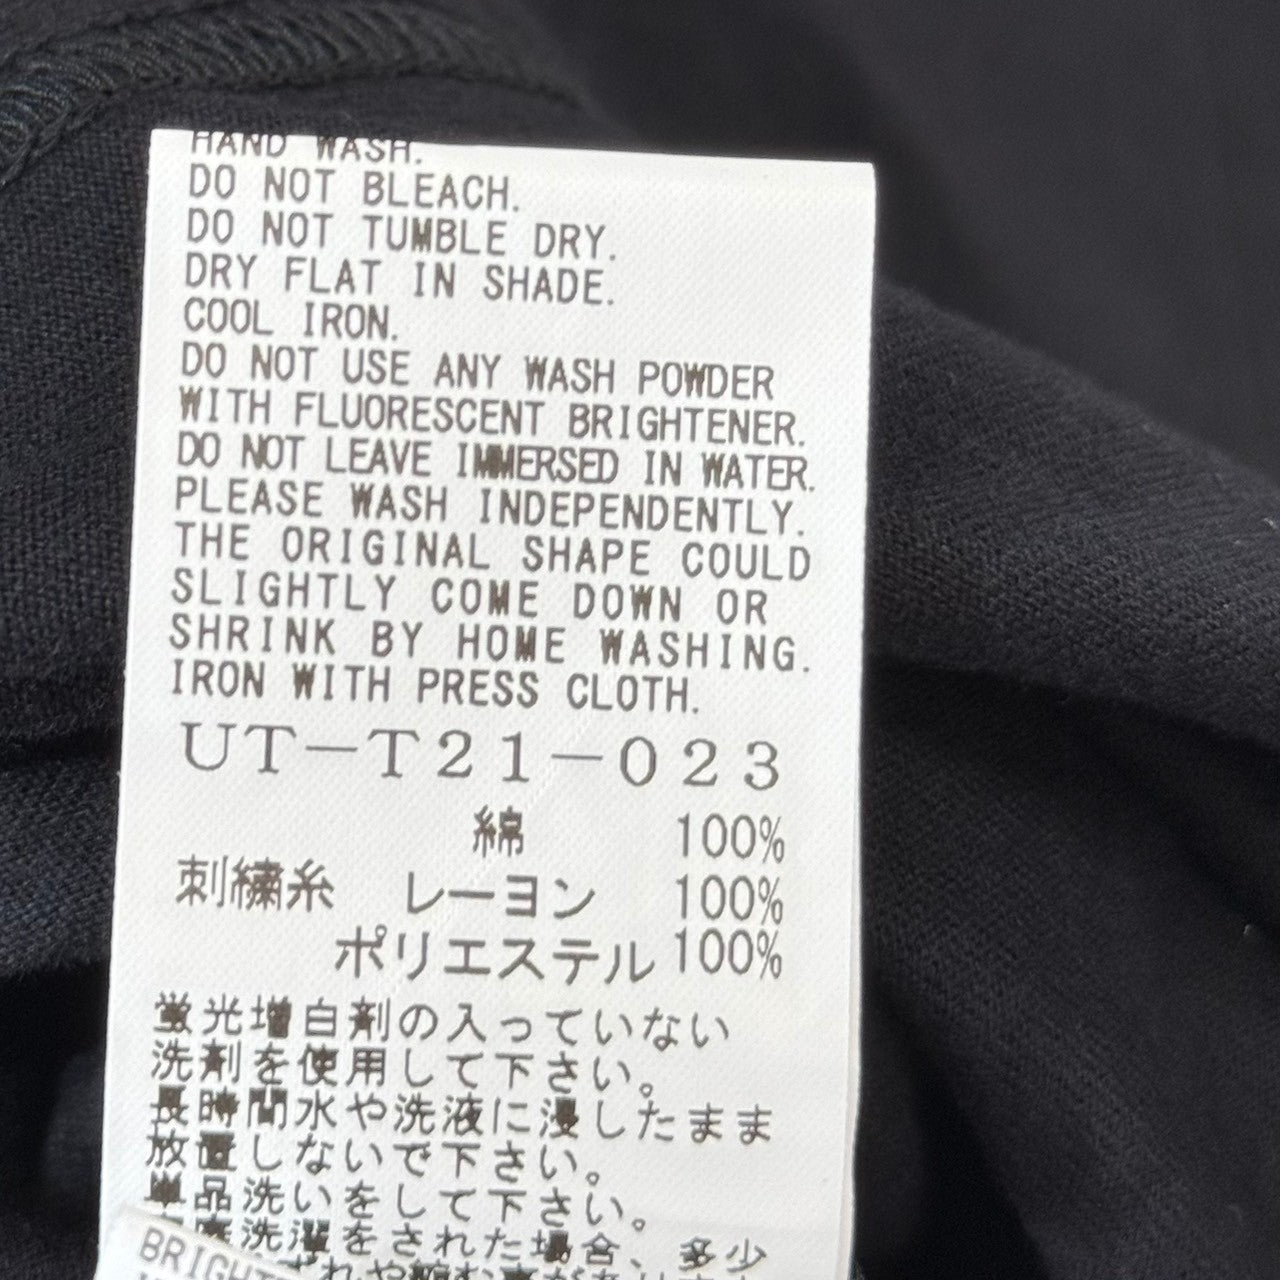 HAND WASH.
DO NOT BLEACH.
DO NOT TUMBLE DRY.
DRY FLAT IN SHADE.
COOL IRON.
DO NOT USE ANY WASH POWDER
WITH FLUORESCENT BRIGHTENER.
DO NOT LEAVE IMMERSED IN WATER.
PLEASE WASH INDEPENDENTLY.
THE ORIGINAL SHAPE COULD
SLIGHTLY COME DOWN OR
SHRINK BY HOME WASHING.
IRON WITH PRESS CLOTH.
UT-T21-023
綿 100%
刺繍糸 レーヨン 100%
ポリエステル 100%
蛍光増白剤の入っていない
洗剤を使用して下さい。
長時間水や洗液に浸したまま
放置しないで下さい。
単品洗いをして下さい。
洗濯をされた場合、多少